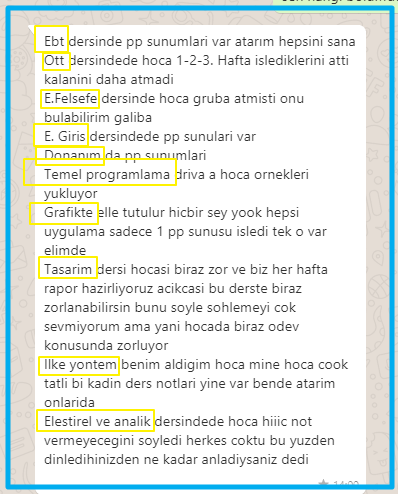 Ebt dersinde pp sunumlari var atarım hepsini sana
Ott dersindede hoca 1-2-3. Hafta islediklerini atti
kalanini daha atmadi
E.Felsefe dersinde hoca gruba atmisti onu
bulabilirim galiba
E. Giris dersindede pp sunulari var
Donanım da pp sunumlari
Temel programlama driva a hoca ornekleri
yukluyor
Grafikte elle tutulur hicbir sey yook hepsi
uygulama sadece 1 pp sunusu isledi tek o var
elimde
Tasarim dersi hocasi biraz zor ve biz her hafta
rapor hazirliyoruz acikcasi bu derste biraz
zorlanabilirsin bunu soyle sohlemeyi cok
sevmiyorum ama yani hocada biraz odev
konusunda zorluyor
Ilke yontem benim aldigim hoca mine hoca cook
tatli bi kadin ders notlari yine var bende atarim
onlarida
Elestirel ve analik dersindede hoca hiiic not
vermeyecegini soyledi herkes coktu bu yuzden
dinledihinizden ne kadar anladiysaniz dedi